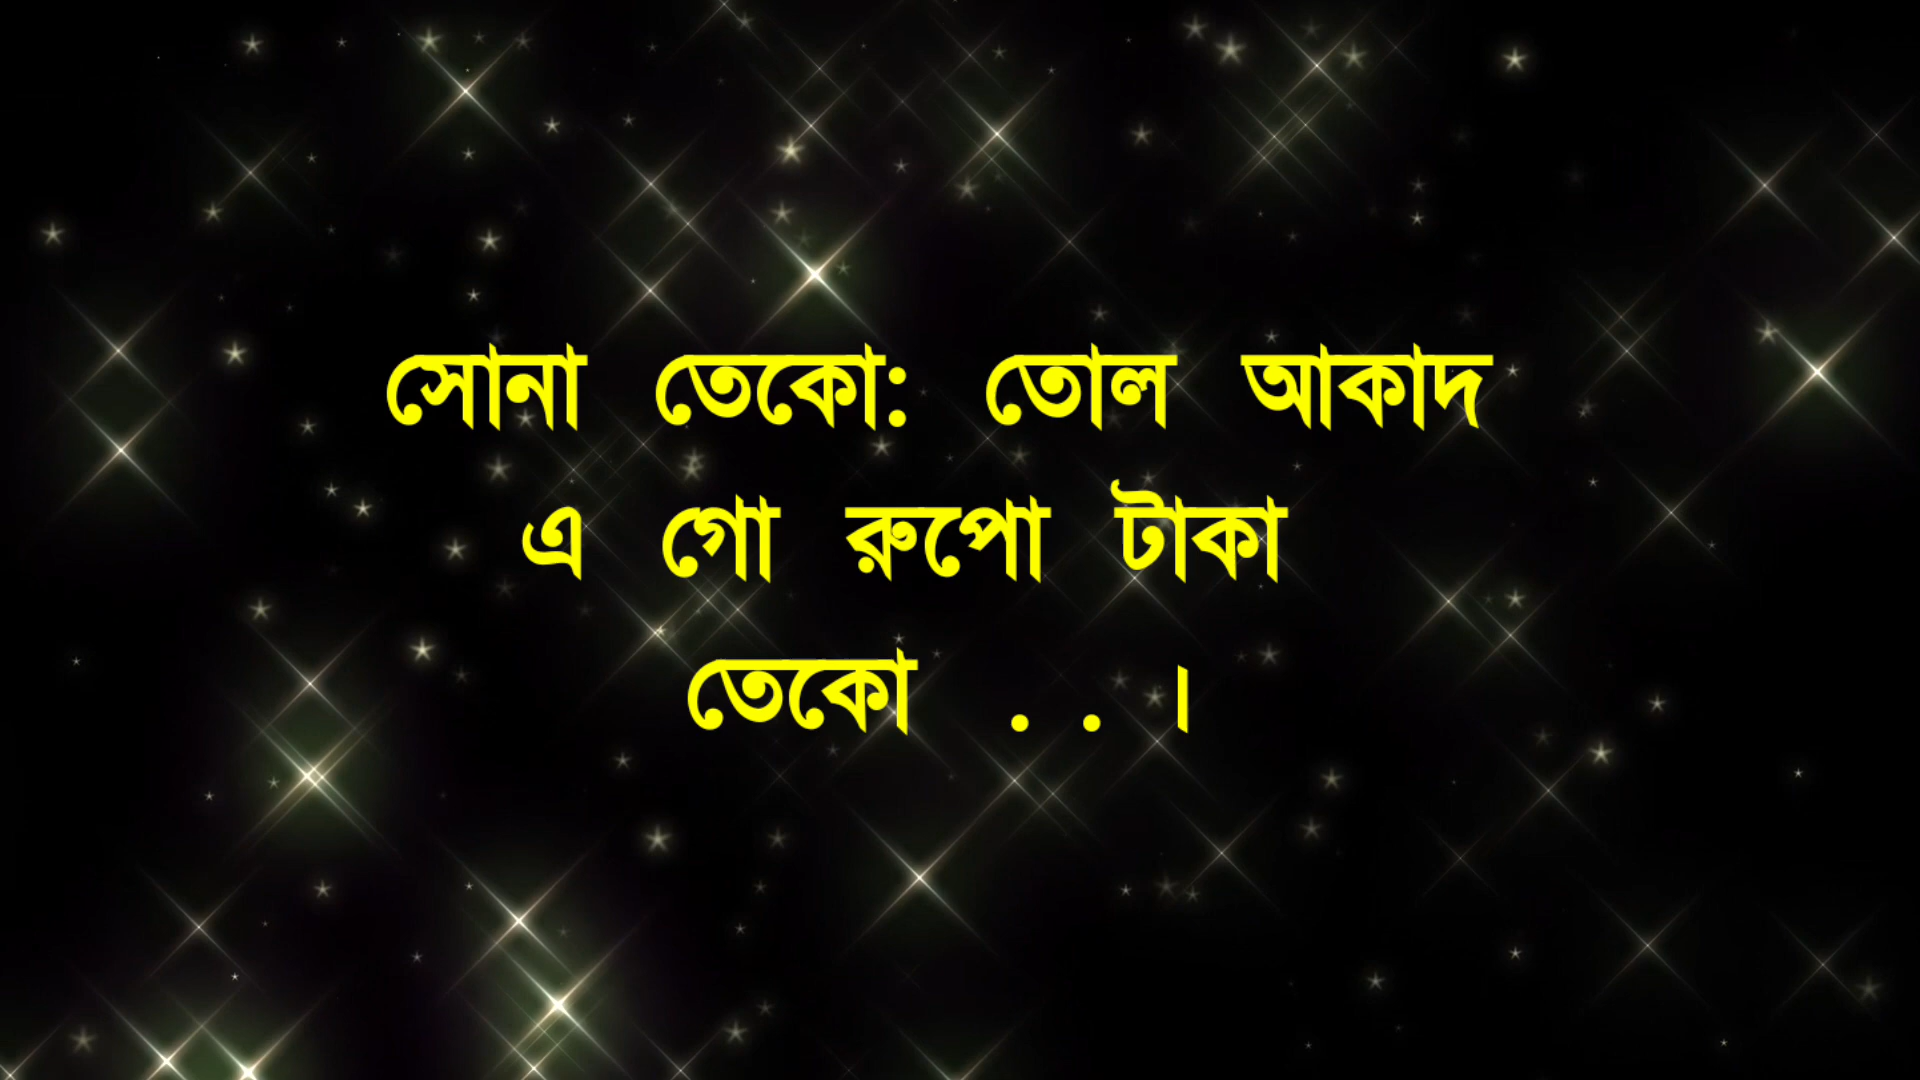 সোনা তেকো: তোল আকাদ
এ গো রুপো টাকা
তেকো . . ।